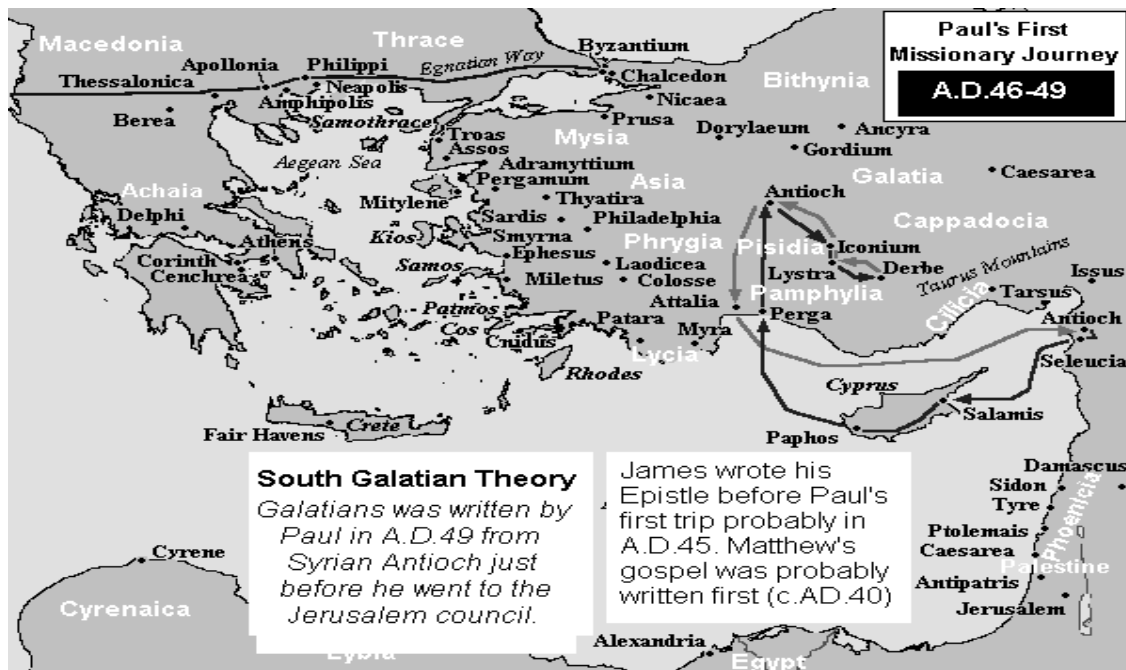 Paul's First
Missionary Journey
A.D.46-49
Macedonia
Thrace
Byzantium
Apollonia
Philippi
Egnatian Way
Thessalonica
Neapolis
Chalcedon
Bithynia
Amphipolis
Nicaea
Berea
Samothrace
Prusa
Mysia
Dorylaeum
Ancyra
Troas
Gordium
Aegean Sea
Assos
Adramyttium
Galatia
Caesarea
Pergamum
Asia
Achaia
Mitylene
Thyatira
Antioch
Delphi
Sardis
Philadelphia
Cappadocia
Kios
Smyrna
Phrygia
Pisidia
Iconium
Athens
Ephesus
Corinth
Laodicea
Lystra
Derbe
Taurus Mountains
Cenchrea
Samos
Miletus
Colosse
Issus
Pamphylia
Cilicia
Tarsus
Patmos
Attalia
Perga
Antioch
Cos
Patara
Cnidus
Myra
Seleucia
Lycia
Rhodes
Cyprus
Salamis
Crete
Fair Havens
Paphos
South Galatian Theory
Galatians was written by
Paul in A.D.49 from
Syrian Antioch just
before he went to the
Jerusalem council.
James wrote his
Epistle before Paul's
first trip probably in
A.D.45. Matthew's
gospel was probably
written first (c.AD.40)
Damascus
Sidon
Tyre
Phoenicia
Ptolemais
Caesarea
Palestine
Antipatris
Jerusalem
Cyrene
Cyrenaica
Alexandria
Egypt